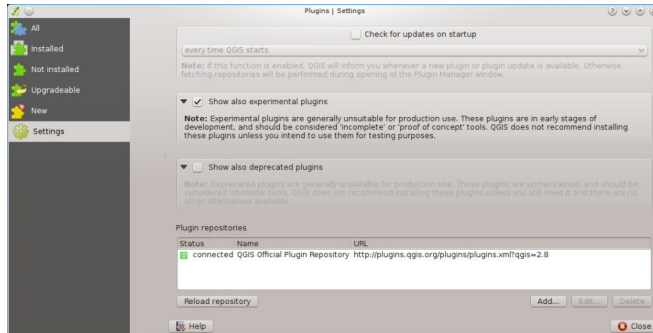 Plugins | Settings
All
Installed
Not installed
Upgradeable
New
Settings
Check for updates on startup
every time QGIS starts
Note: If this function is enabled, QGIS will inform you whenever a new plugin or plugin update is available. Otherwise,
fetching repositories will be performed during opening of the Plugin Manager window.
Show also experimental plugins
Note: Experimental plugins are generally unsuitable for production use. These plugins are in early stages of
development, and should be considered 'incomplete' or 'proof of concept' tools. QGIS does not recommend installing
these plugins unless you intend to use them for testing purposes.
Show also deprecated plugins
Note: Deprecated plugins are generally unsuitable for production use. These plugins are unmaintained, and should be
considered 'obsolete' tools. QGIS does not recommend installing these plugins unless you still need it and there are no
other alternatives available.
Plugin repositories
Status Name URL
connected QGIS Official Plugin Repository http://plugins.qgis.org/plugins/plugins.xml?qgis=2.8
Reload repository Add... Edit... Delete
Help Close